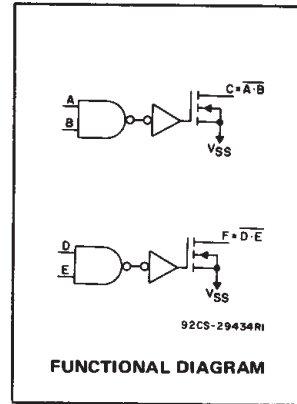 A
B
C = A·B
VSS
D
E
F = D·E
VSS
92CS-29434R1
FUNCTIONAL DIAGRAM